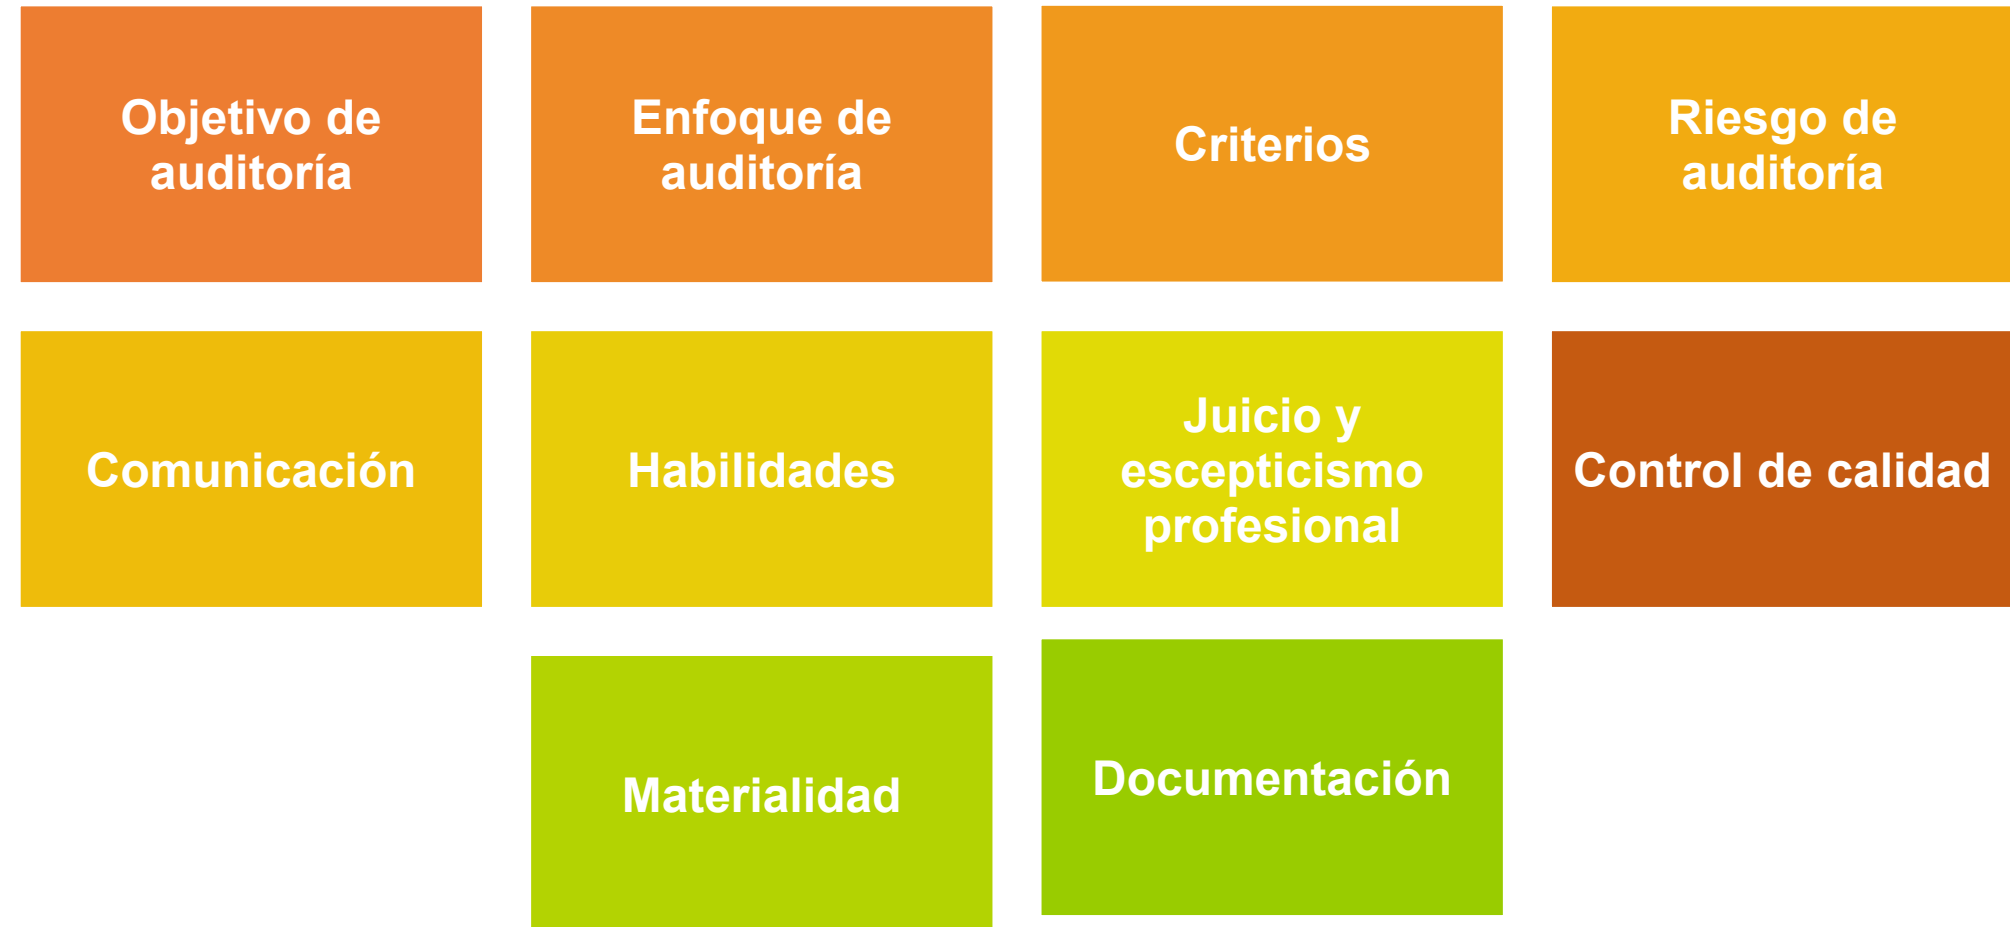 Objetivo de
auditoría
Enfoque de
auditoría
Criterios
Riesgo de
auditoría
Comunicación
Habilidades
Juicio y
escepticismo
profesional
Control de calidad
Materialidad
Documentación